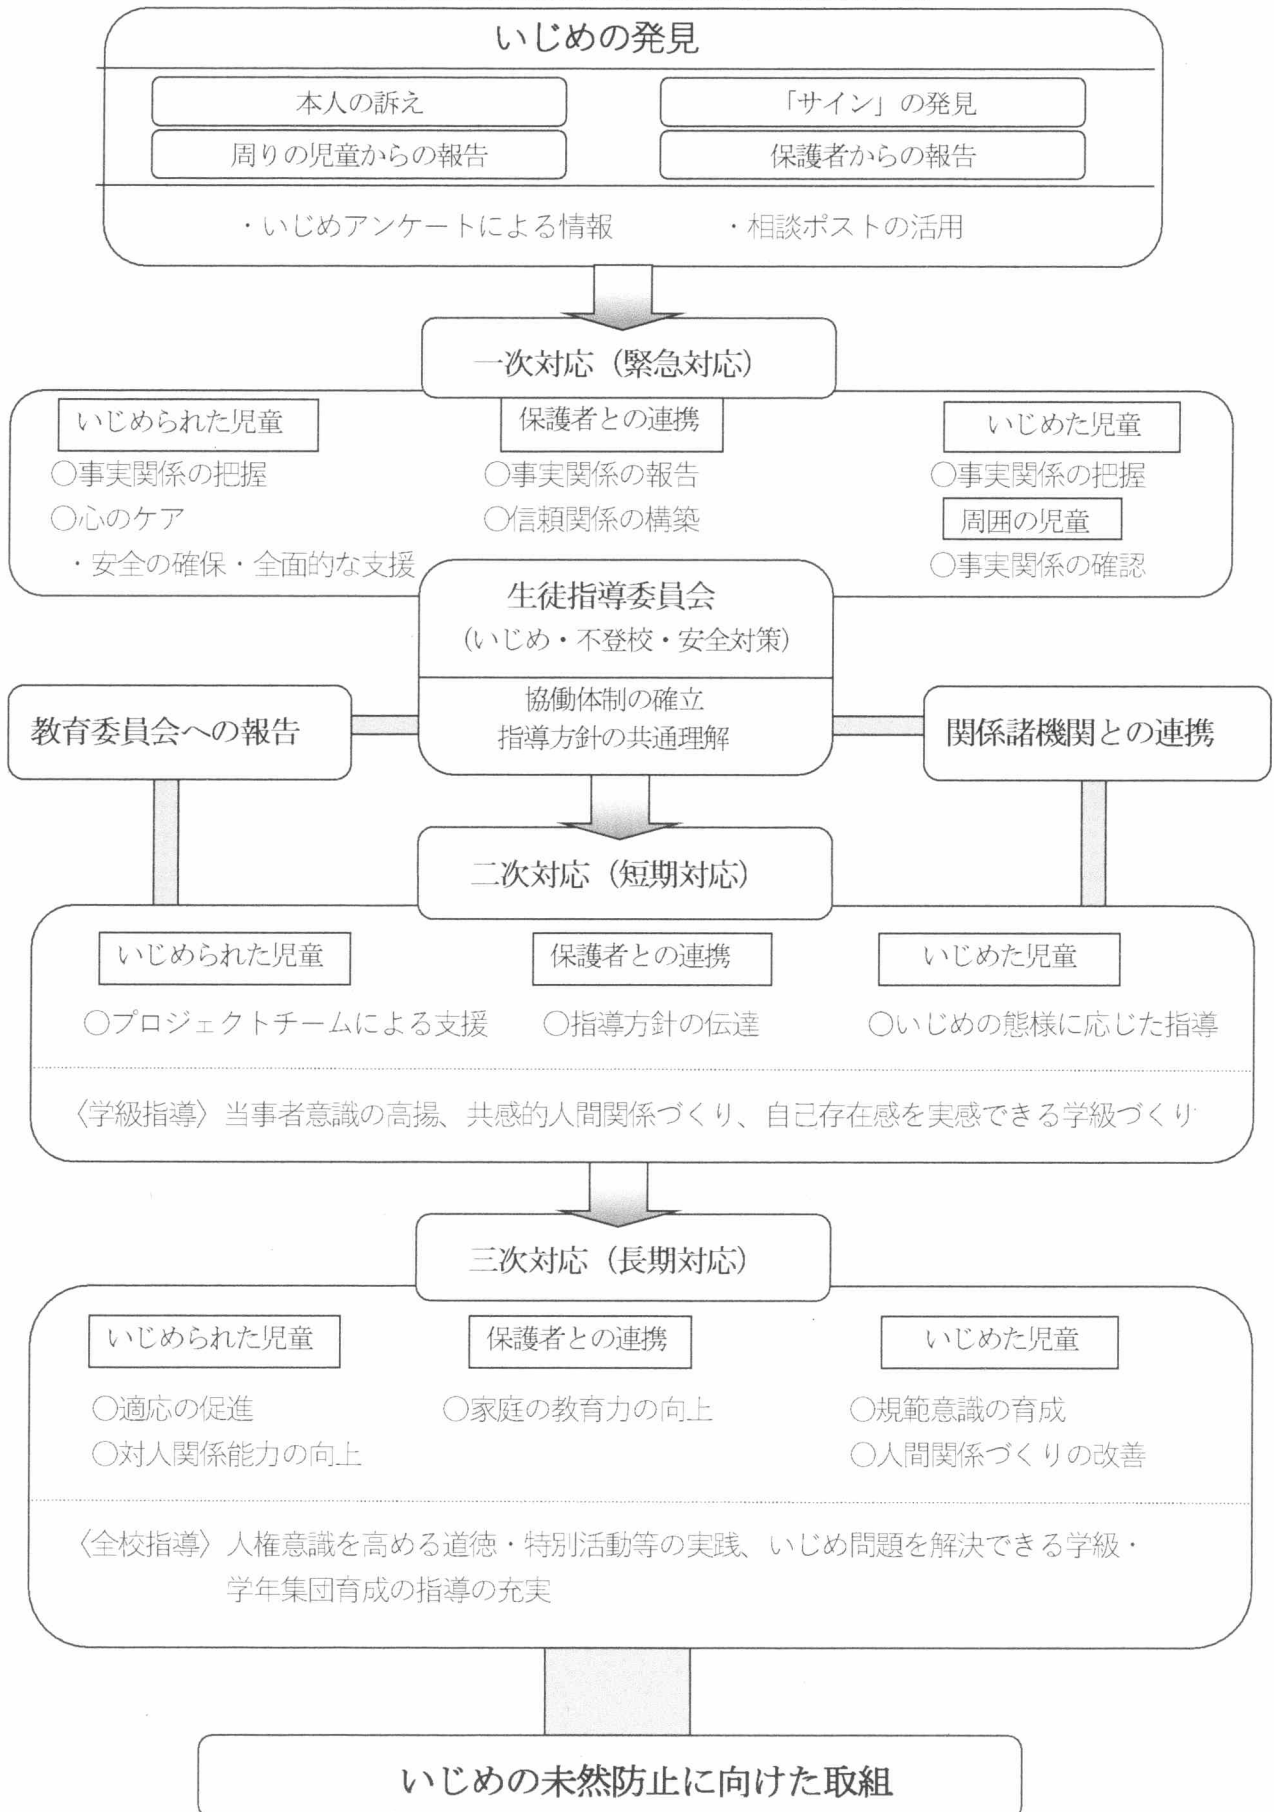 いじめの発見
本人の訴え
「サイン」の発見
周りの児童からの報告
保護者からの報告
・いじめアンケートによる情報
・相談ポストの活用
一次対応（緊急対応）
いじめられた児童
○事実関係の把握
○心のケア
・安全の確保・全面的な支援
保護者との連携
○事実関係の報告
○信頼関係の構築
いじめた児童
○事実関係の把握
周囲の児童
○事実関係の確認
生徒指導委員会
（いじめ・不登校・安全対策）
協働体制の確立
指導方針の共通理解
教育委員会への報告
関係諸機関との連携
二次対応（短期対応）
いじめられた児童
○プロジェクトチームによる支援
保護者との連携
○指導方針の伝達
いじめた児童
○いじめの態様に応じた指導
〈学級指導〉当事者意識の高揚、共感的人間関係づくり、自己存在感を実感できる学級づくり
三次対応（長期対応）
いじめられた児童
○適応の促進
○対人関係能力の向上
保護者との連携
○家庭の教育力の向上
いじめた児童
○規範意識の育成
○人間関係づくりの改善
〈全校指導〉人権意識を高める道徳・特別活動等の実践、いじめ問題を解決できる学級・
学年集団育成の指導の充実
いじめの未然防止に向けた取組